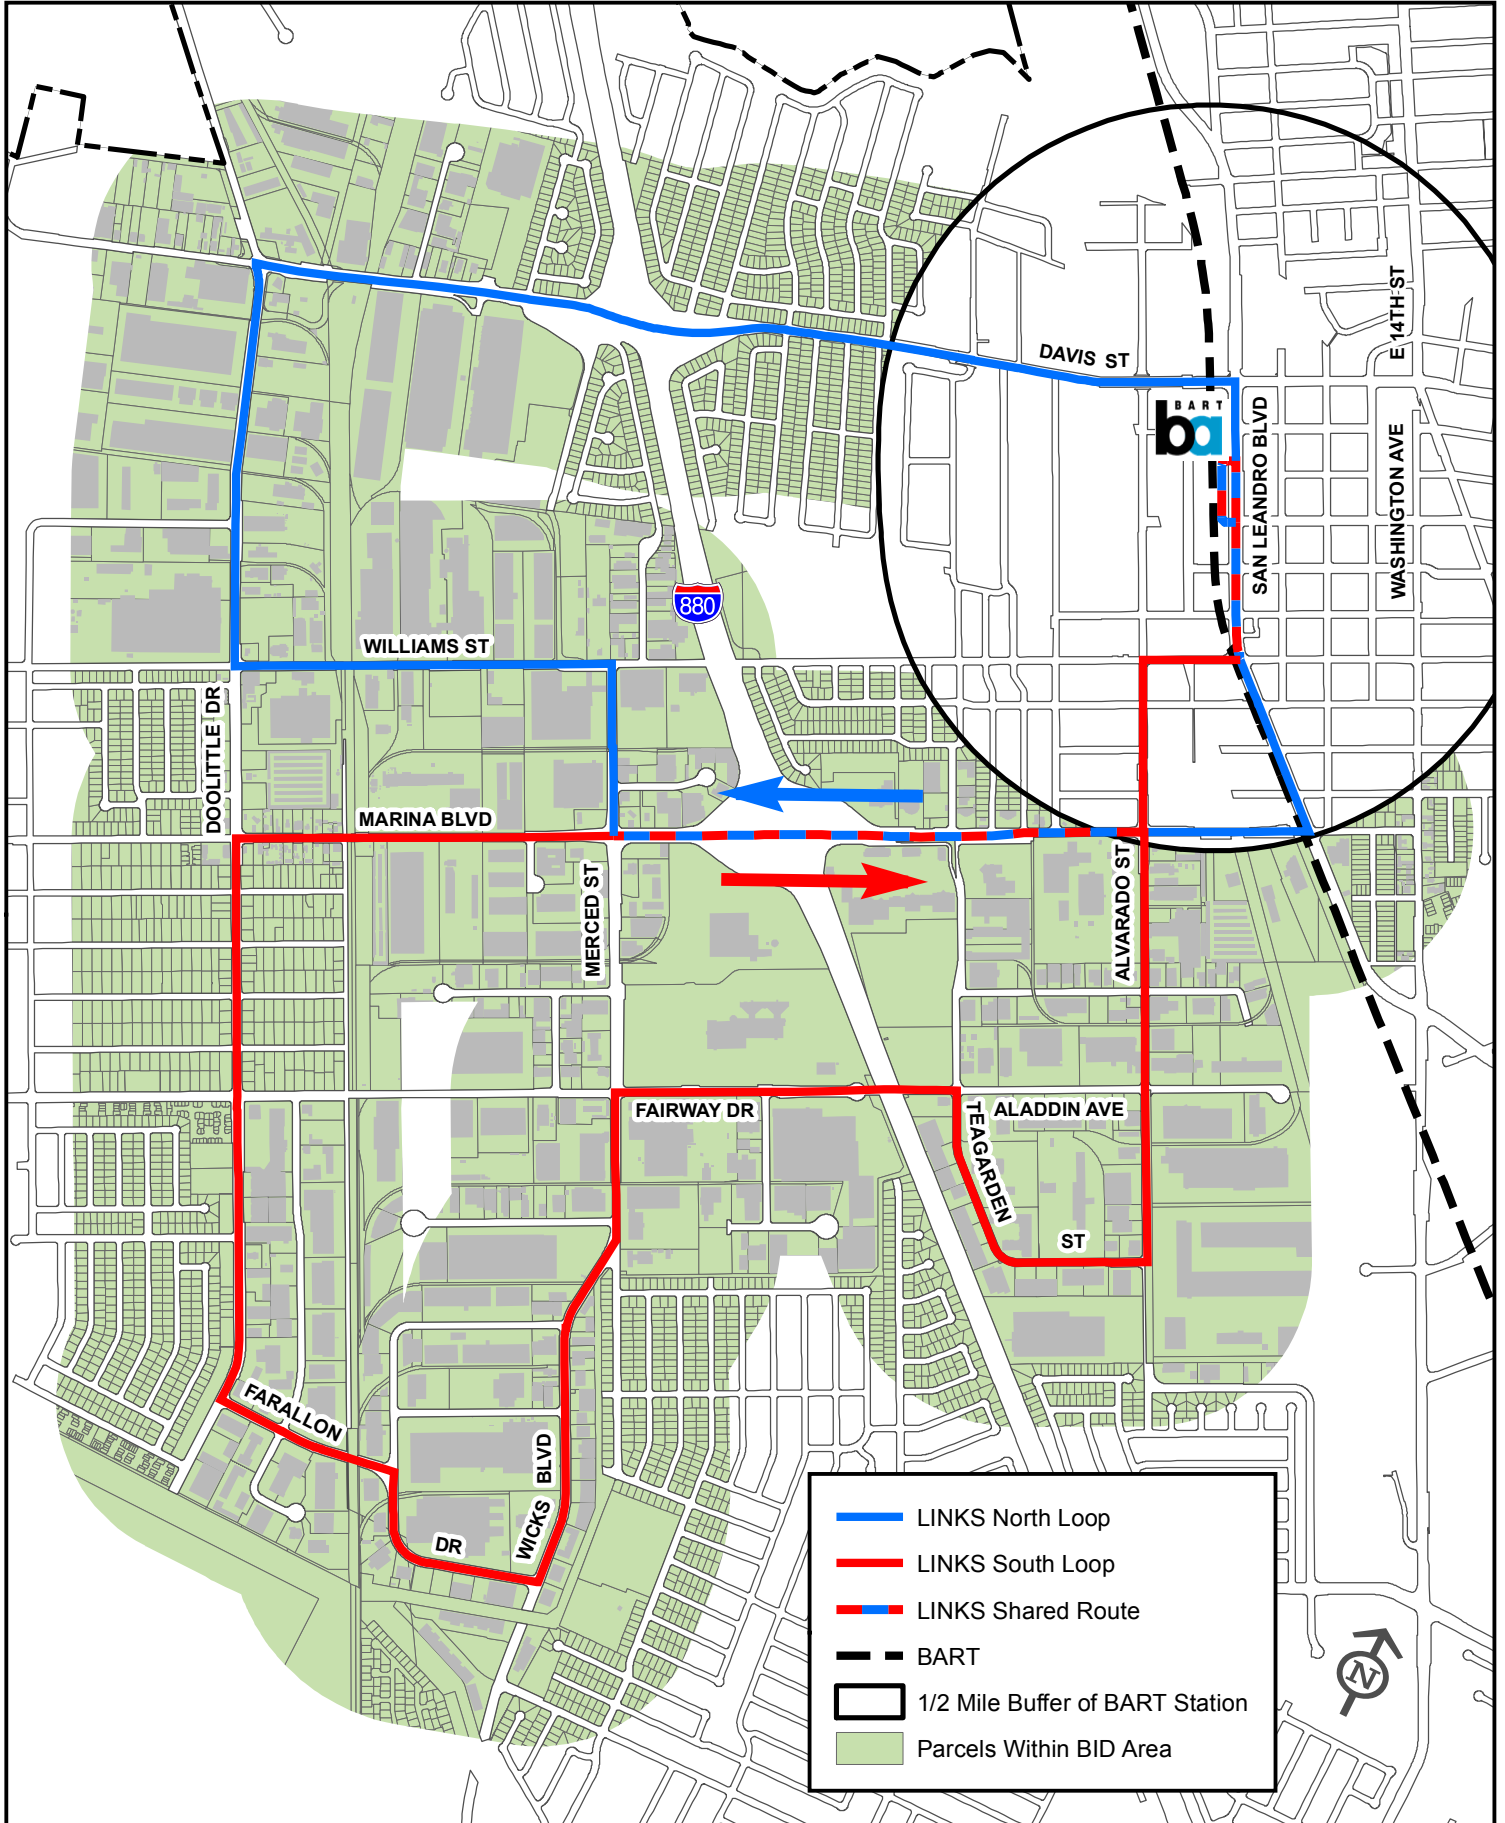 E 14TH ST
DAVIS ST
BART
ba
SAN LEANDRO BLVD
WASHINGTON AVE
880
WILLIAMS ST
DOOLITTLE DR
MARINA BLVD
MERCED ST
ALVARADO ST
FAIRWAY DR
ALADDIN AVE
TEAGARDEN
ST
FARALLON
DR
WICKS
BLVD
LINKS North Loop
LINKS South Loop
LINKS Shared Route
BART
1/2 Mile Buffer of BART Station
Parcels Within BID Area
N